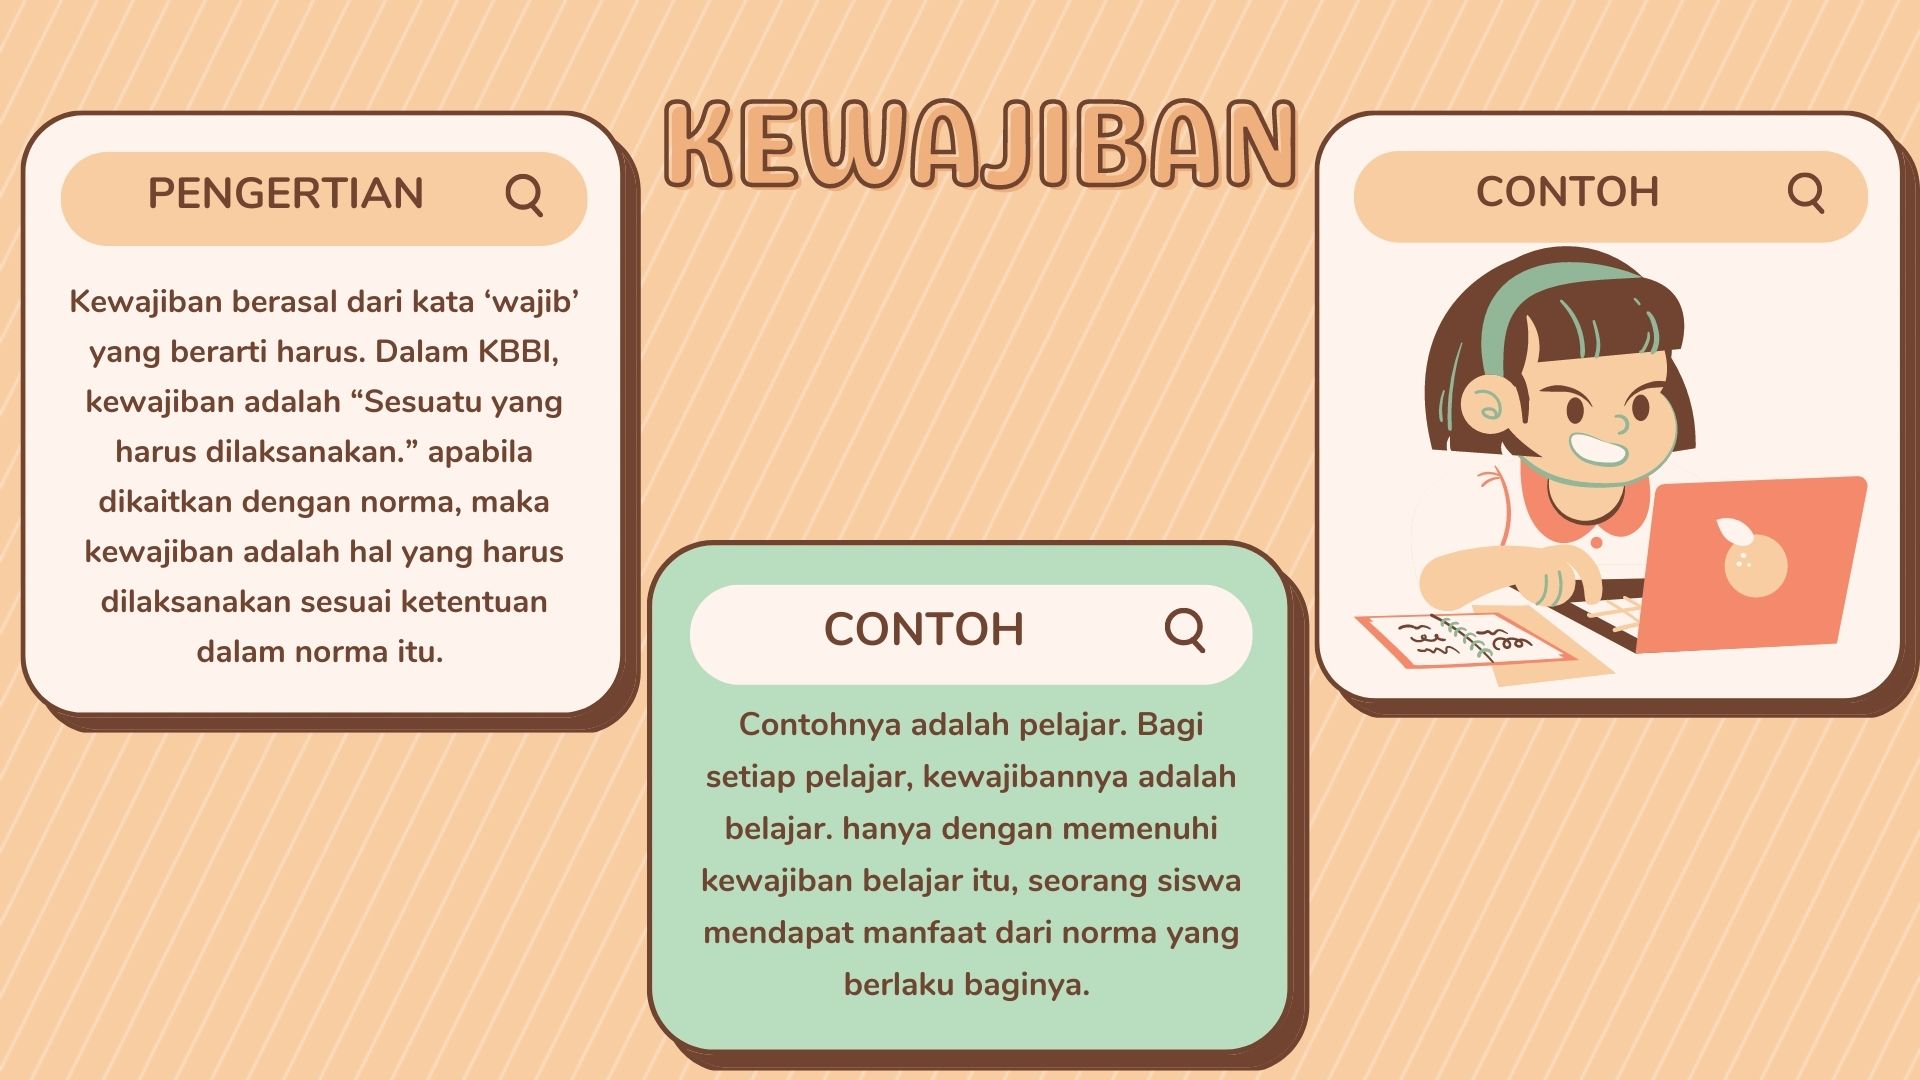 KEWAJIBAN
PENGERTIAN
Kewajiban berasal dari kata ‘wajib’
yang berarti harus. Dalam KBBI,
kewajiban adalah “Sesuatu yang
harus dilaksanakan.” apabila
dikaitkan dengan norma, maka
kewajiban adalah hal yang harus
dilaksanakan sesuai ketentuan
dalam norma itu.
CONTOH
Contohnya adalah pelajar. Bagi
setiap pelajar, kewajibannya adalah
belajar. hanya dengan memenuhi
kewajiban belajar itu, seorang siswa
mendapat manfaat dari norma yang
berlaku baginya.
CONTOH